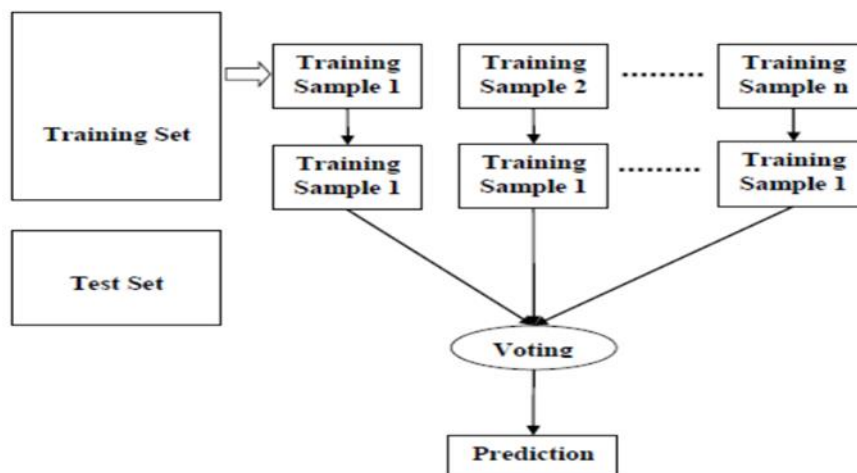 Training Set
Training
Sample 1
Training
Sample 2
Training
Sample n
Training
Sample 1
Training
Sample 1
Training
Sample 1
Test Set
Voting
Prediction